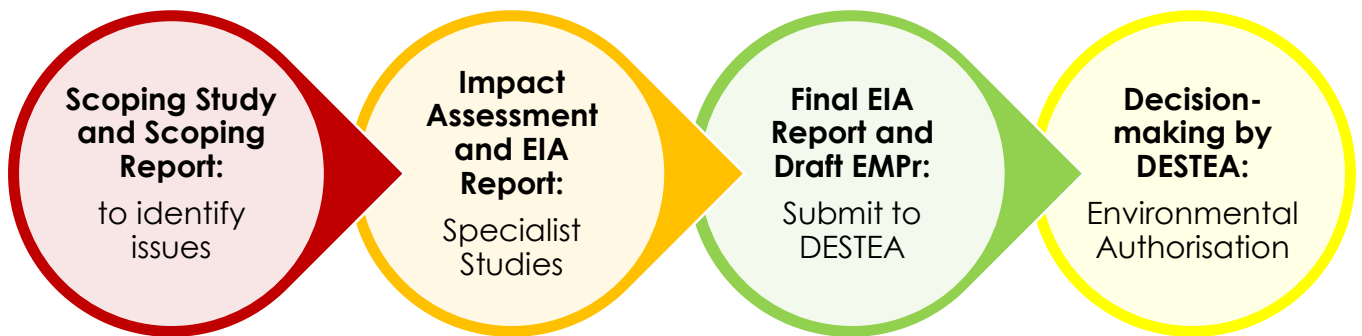 Scoping Study
and Scoping
Report:
to identify
issues
Impact
Assessment
and EIA
Report:
Specialist
Studies
Final EIA
Report and
Draft EMPr:
Submit to
DESTEA
Decision-
making by
DESTEA:
Environmental
Authorisation